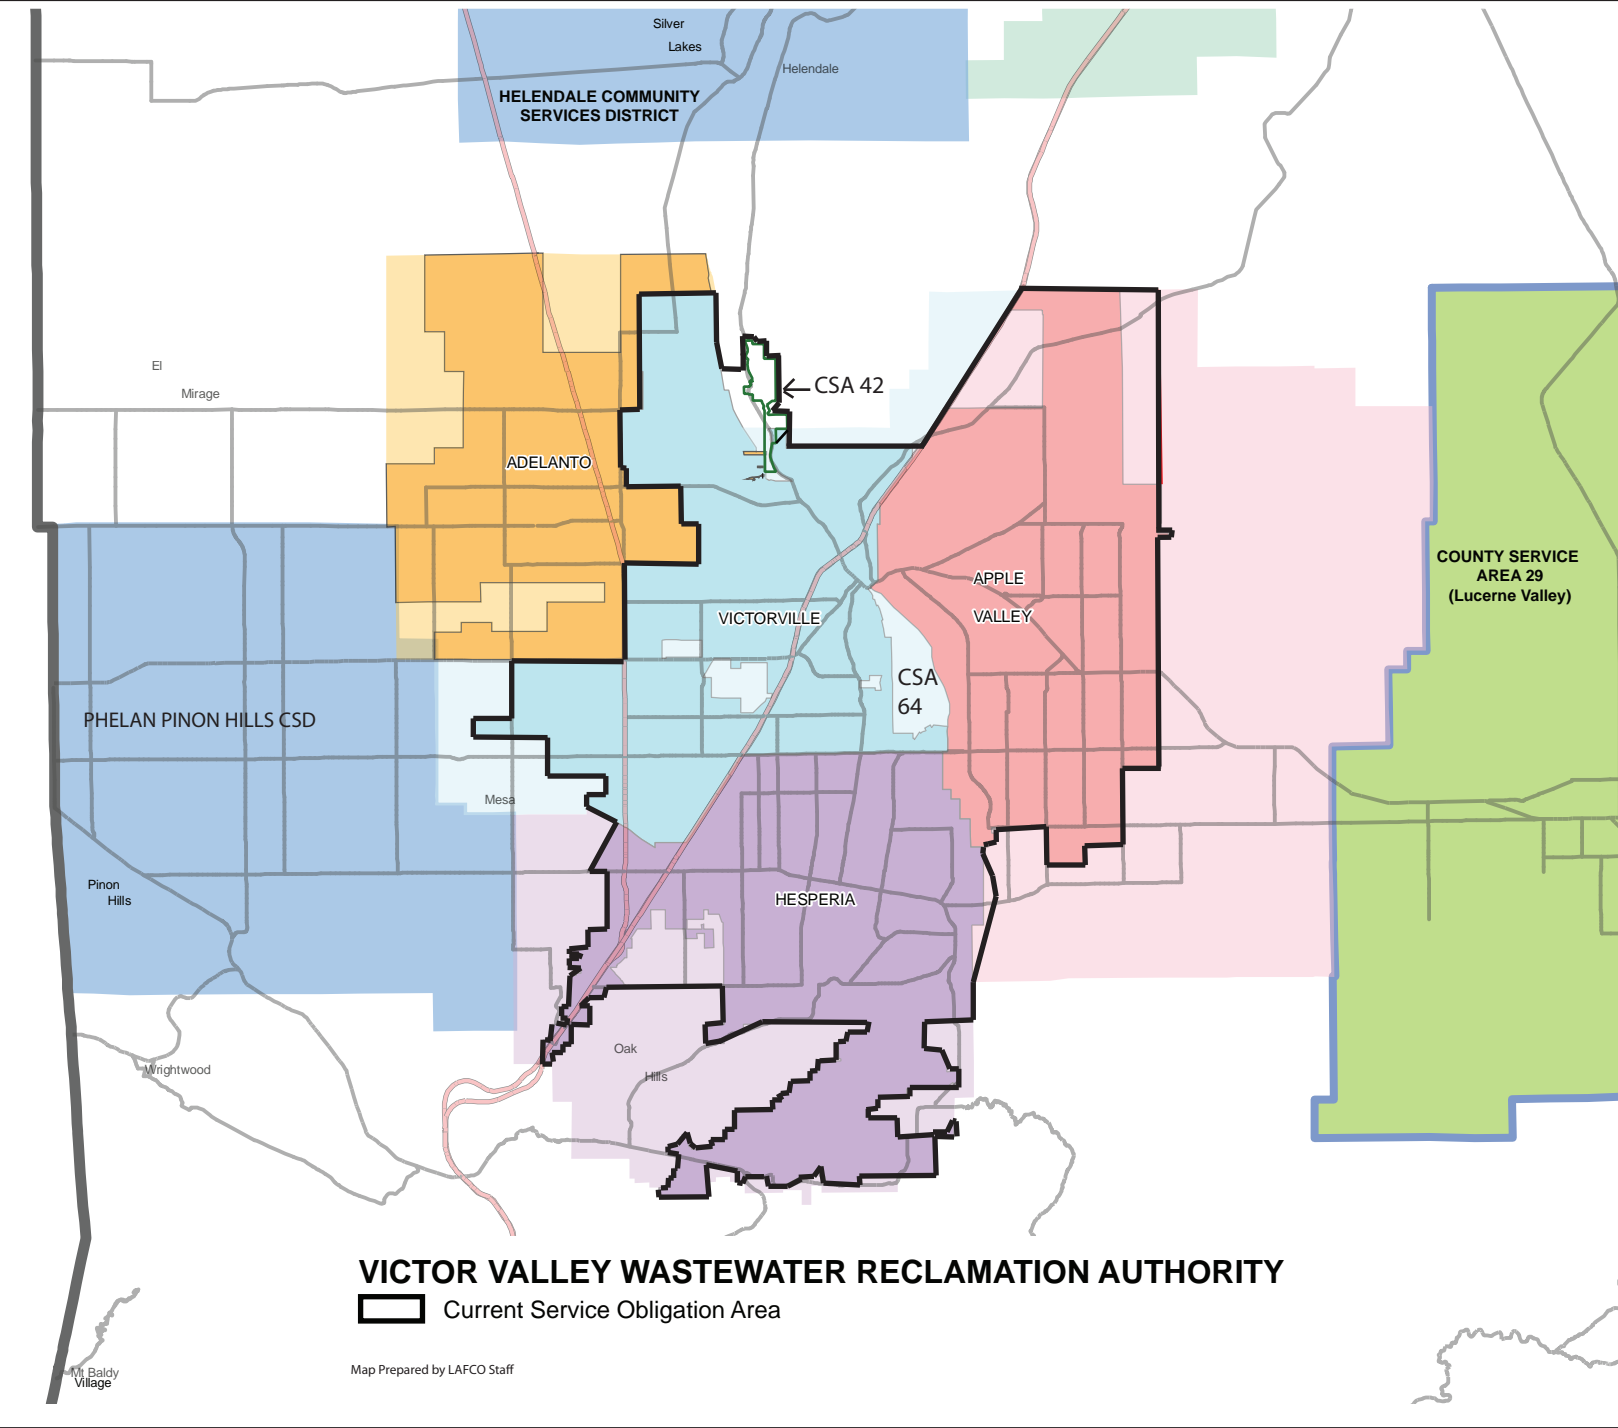 Silver
Lakes
Helendale
HELENDALE COMMUNITY
SERVICES DISTRICT
El
Mirage
CSA 42
ADELANTO
COUNTY SERVICE
AREA 29
(Lucerne Valley)
APPLE
VALLEY
VICTORVILLE
CSA
64
PHELAN PINON HILLS CSD
Mesa
Pinon
Hills
HESPERIA
Oak
Hills
Wrightwood
VICTOR VALLEY WASTEWATER RECLAMATION AUTHORITY
Current Service Obligation Area
Map Prepared by LAFCO Staff
Mt Baldy
Village